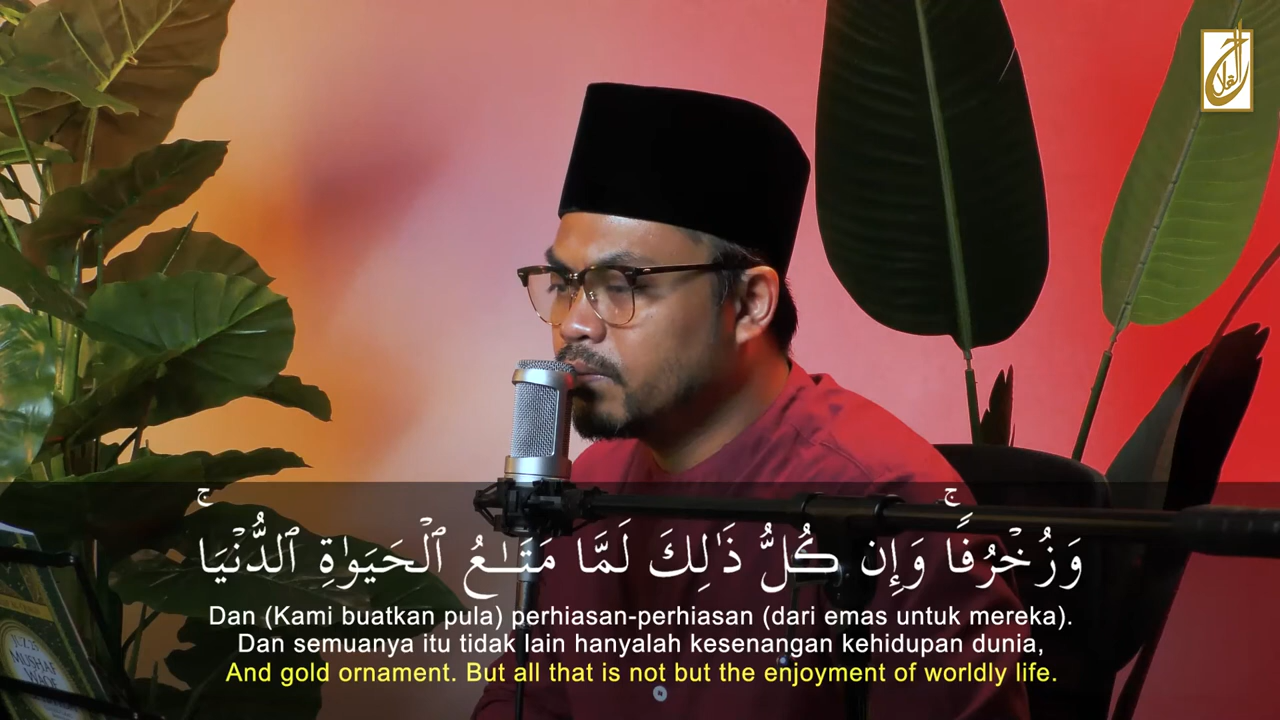 وَزُخْرُفًا ۚ وَإِن كُلُّ ذَٰلِكَ لَمَّا مَتَـٰعُ ٱلْحَيَوٰةِ ٱلدُّنْيَا ۚ
Dan (Kami buatkan pula) perhiasan-perhiasan (dari emas untuk mereka).
Dan semuanya itu tidak lain hanyalah kesenangan kehidupan dunia,
And gold ornament. But all that is not but the enjoyment of worldly life.
MUSHAF